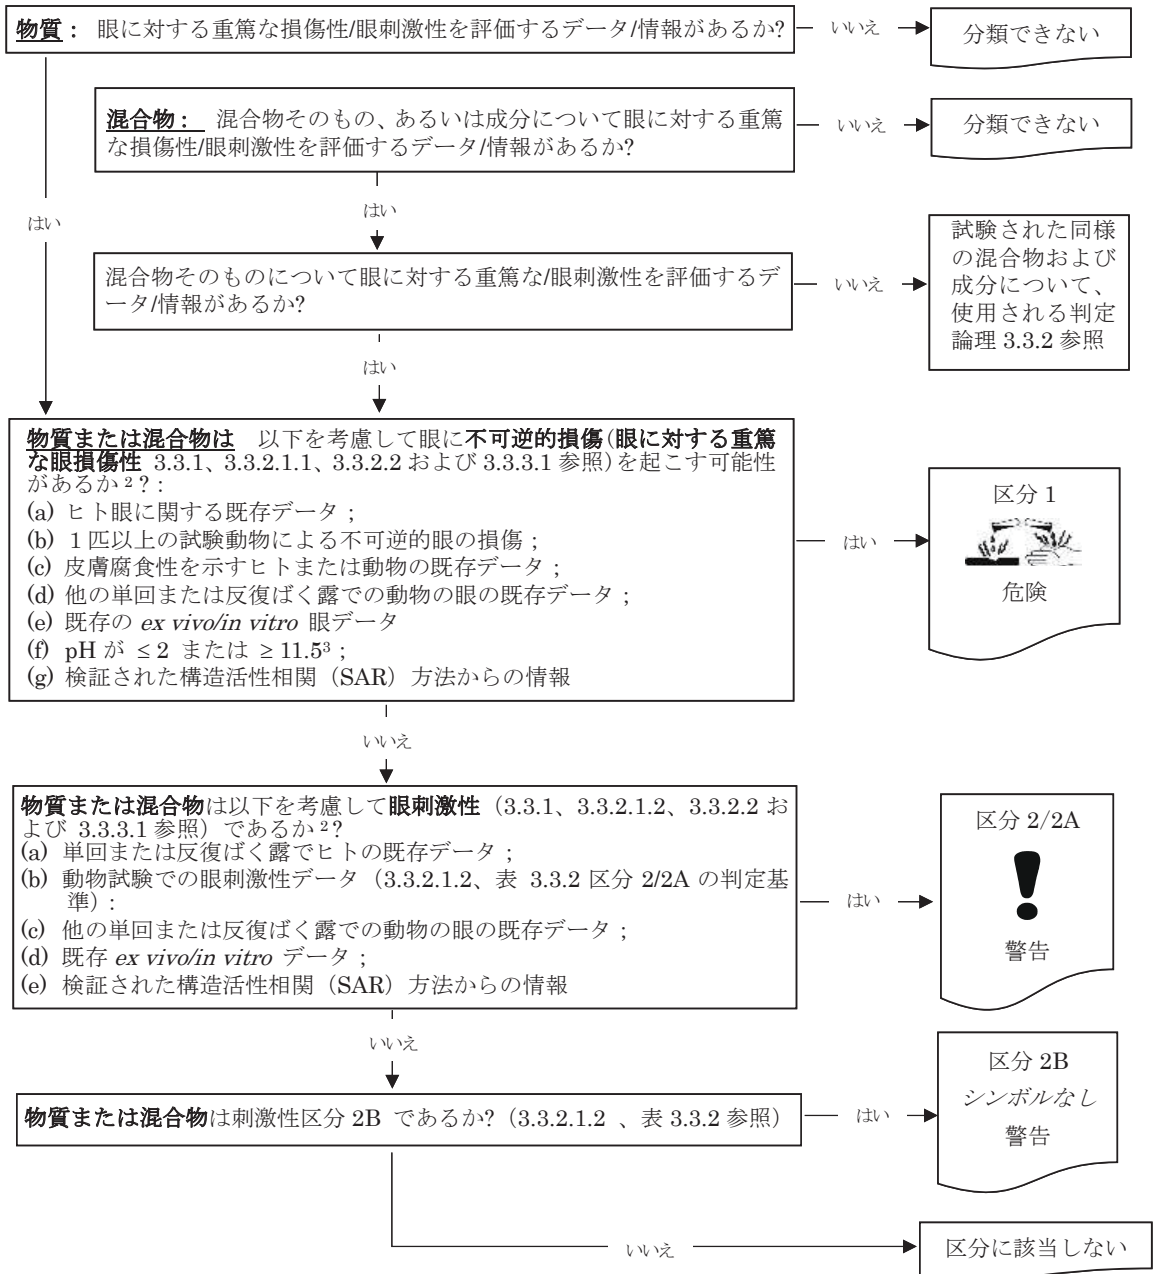 物質： 眼に対する重篤な損傷性/眼刺激性を評価するデータ/情報があるか?
いいえ
分類できない
混合物： 混合物そのもの、あるいは成分について眼に対する重篤
な損傷性/眼刺激性を評価するデータ/情報があるか?
いいえ
分類できない
はい
はい
混合物そのものについて眼に対する重篤な/眼刺激性を評価するデ
ータ/情報があるか?
いいえ
試験された同様
の混合物および
成分について、
使用される判定
論理 3.3.2 参照
はい
物質または混合物は 以下を考慮して眼に不可逆的損傷（眼に対する重篤
な眼損傷性 3.3.1、3.3.2.1.1、3.3.2.2 および 3.3.3.1 参照）を起こす可能性
があるか ²？：
(a) ヒト眼に関する既存データ；
(b) １匹以上の試験動物による不可逆的眼の損傷；
(c) 皮膚腐食性を示すヒトまたは動物の既存データ；
(d) 他の単回または反復ばく露での動物の眼の既存データ；
(e) 既存の ex vivo/in vitro 眼データ
(f) pH が ≤ 2 または ≥ 11.5³；
(g) 検証された構造活性相関（SAR）方法からの情報
はい
区分 1
危険
いいえ
物質または混合物は以下を考慮して眼刺激性（3.3.1、3.3.2.1.2、3.3.2.2 お
よび 3.3.3.1 参照）であるか ²?
(a) 単回または反復ばく露でヒトの既存データ；
(b) 動物試験での眼刺激性データ（3.3.2.1.2、表 3.3.2 区分 2/2A の判定基
準）：
(c) 他の単回または反復ばく露での動物の眼の既存データ；
(d) 既存 ex vivo/in vitro データ；
(e) 検証された構造活性相関（SAR）方法からの情報
はい
区分 2/2A
警告
いいえ
物質または混合物は刺激性区分 2B であるか?（3.3.2.1.2 、表 3.3.2 参照）
はい
区分 2B
シンボルなし
警告
いいえ
区分に該当しない